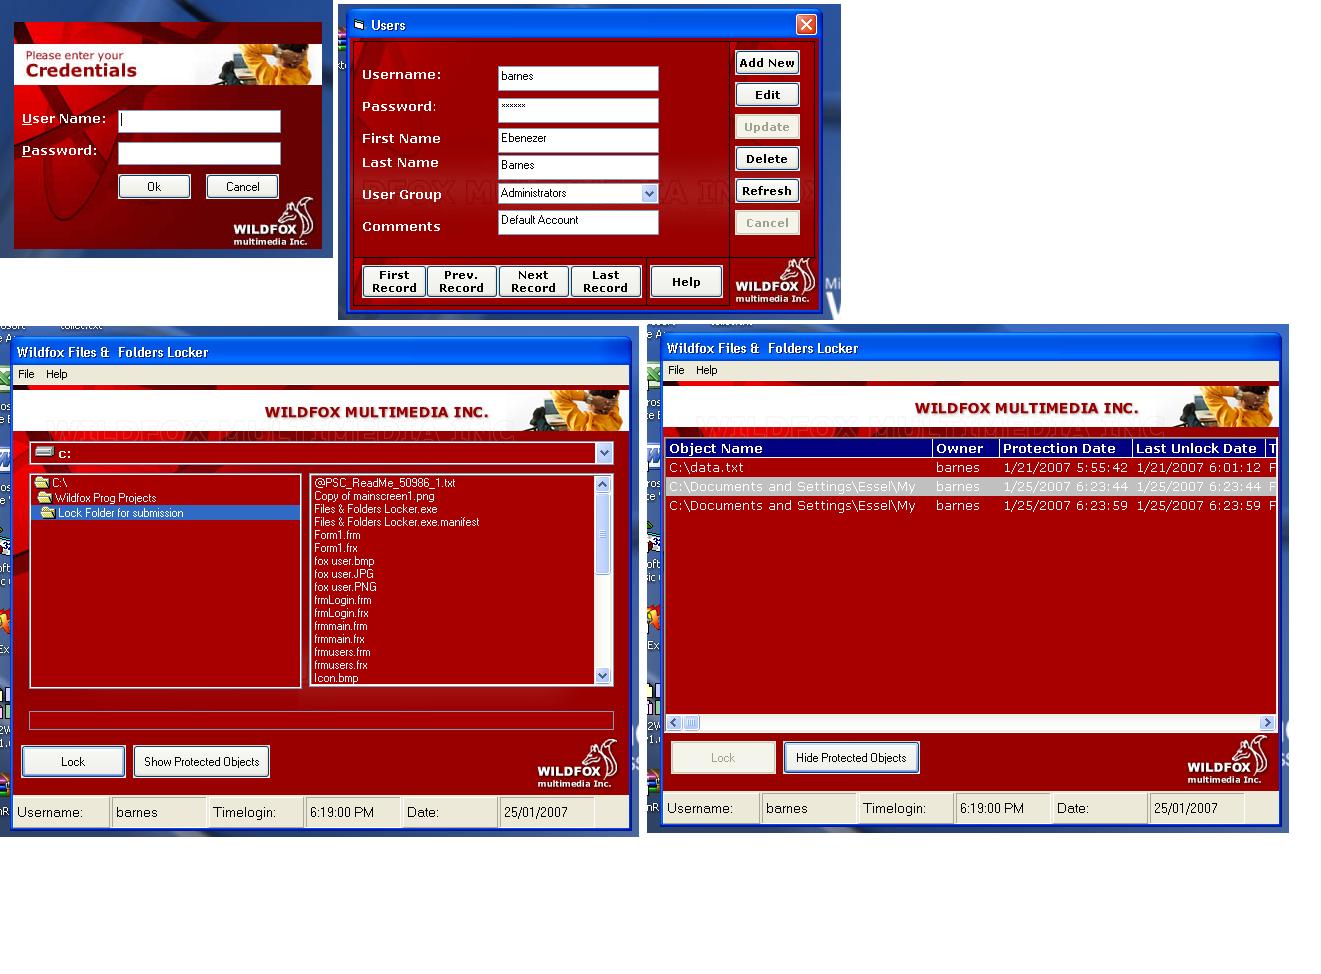 Please enter your
Credentials
User Name:
Password:
Ok
Cancel
WILDFOX
multimedia Inc.
Users
Username:
barnes
Password:
xxxxxx
First Name
Ebenezer
Last Name
Barnes
User Group
Administrators
Comments
Default Account
Add New
Edit
Update
Delete
Refresh
Cancel
First Record
Prev. Record
Next Record
Last Record
Help
WILDFOX
multimedia Inc.
Wildfox Files & Folders Locker
File Help
WILDFOX MULTIMEDIA INC.
WILDFOX MULTIMEDIA INC
c:
C:\
Wildfox Prog Projects
Lock Folder for submission
@PSC_ReadMe_50986_1.txt
Copy of mainscreen1.png
Files & Folders Locker.exe
Files & Folders Locker.exe.manifest
Form1.frm
Form1.frx
fox user.bmp
fox user.JPG
fox user.PNG
frmLogin.frm
frmLogin.frx
frmmain.frm
frmmain.frx
frmusers.frm
frmusers.frx
Icon.bmp
Lock
Show Protected Objects
WILDFOX
multimedia Inc.
Username: barnes Timelogin: 6:19:00 PM Date: 25/01/2007
Wildfox Files & Folders Locker
File Help
WILDFOX MULTIMEDIA INC.
Object Name Owner Protection Date Last Unlock Date T
C:\data.txt barnes 1/21/2007 5:55:42 1/21/2007 6:01:12 F
C:\Documents and Settings\Essel\My barnes 1/25/2007 6:23:44 1/25/2007 6:23:44 F
C:\Documents and Settings\Essel\My barnes 1/25/2007 6:23:59 1/25/2007 6:23:59 F
Lock
Hide Protected Objects
WILDFOX
multimedia Inc.
Username: barnes Timelogin: 6:19:00 PM Date: 25/01/2007